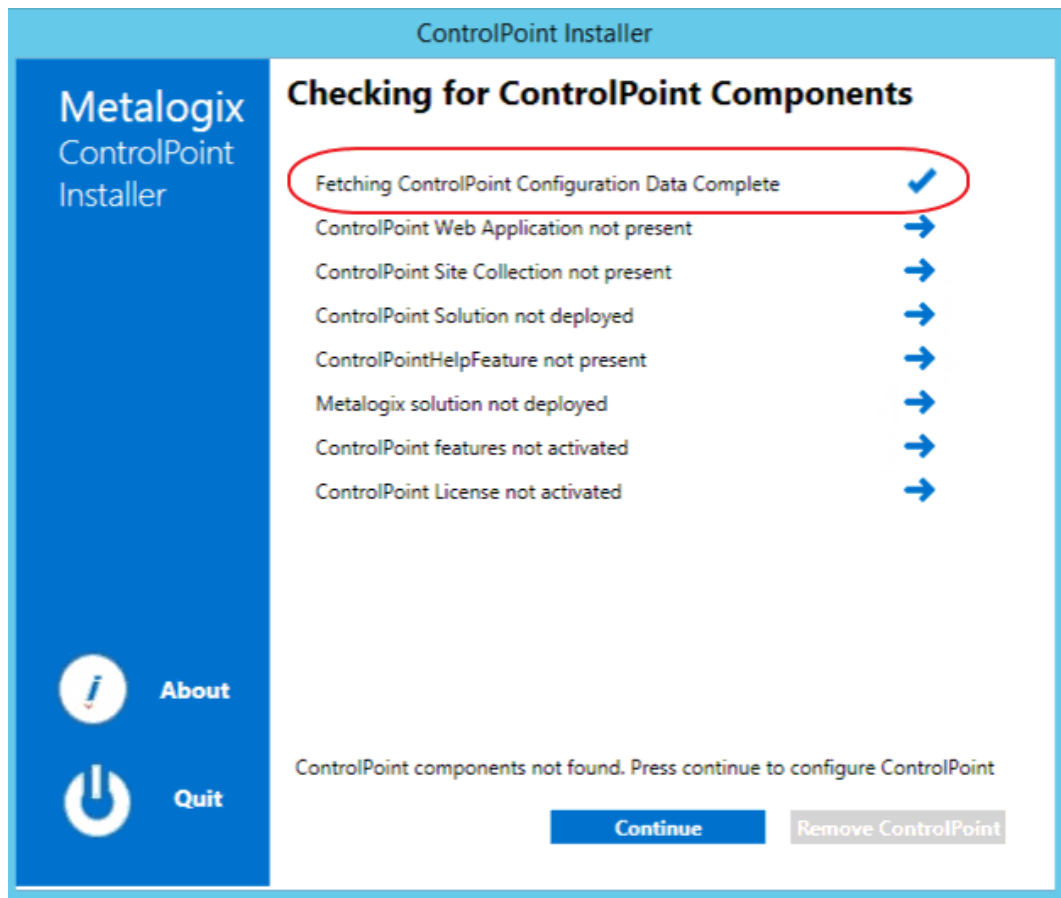 ControlPoint Installer
Metalogix
ControlPoint
Installer
Checking for ControlPoint Components
Fetching ControlPoint Configuration Data Complete
ControlPoint Web Application not present
ControlPoint Site Collection not present
ControlPoint Solution not deployed
ControlPointHelpFeature not present
Metalogix solution not deployed
ControlPoint features not activated
ControlPoint License not activated
About
ControlPoint components not found. Press continue to configure ControlPoint
Quit
Continue
Remove ControlPoint